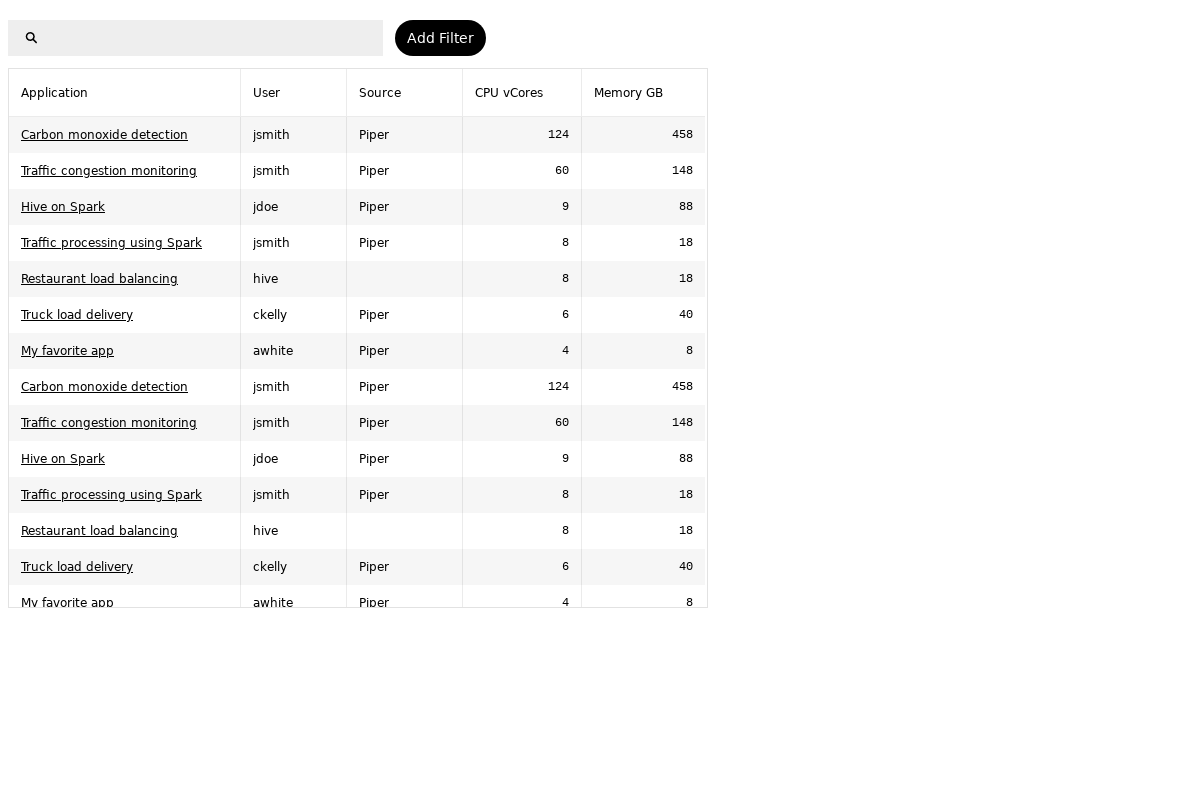 Add Filter
Application User Source CPU vCores Memory GB
Carbon monoxide detection jsmith Piper 124 458
Traffic congestion monitoring jsmith Piper 60 148
Hive on Spark jdoe Piper 9 88
Traffic processing using Spark jsmith Piper 8 18
Restaurant load balancing hive 8 18
Truck load delivery ckelly Piper 6 40
My favorite app awhite Piper 4 8
Carbon monoxide detection jsmith Piper 124 458
Traffic congestion monitoring jsmith Piper 60 148
Hive on Spark jdoe Piper 9 88
Traffic processing using Spark jsmith Piper 8 18
Restaurant load balancing hive 8 18
Truck load delivery ckelly Piper 6 40
My favorite app awhite Piper 4 8